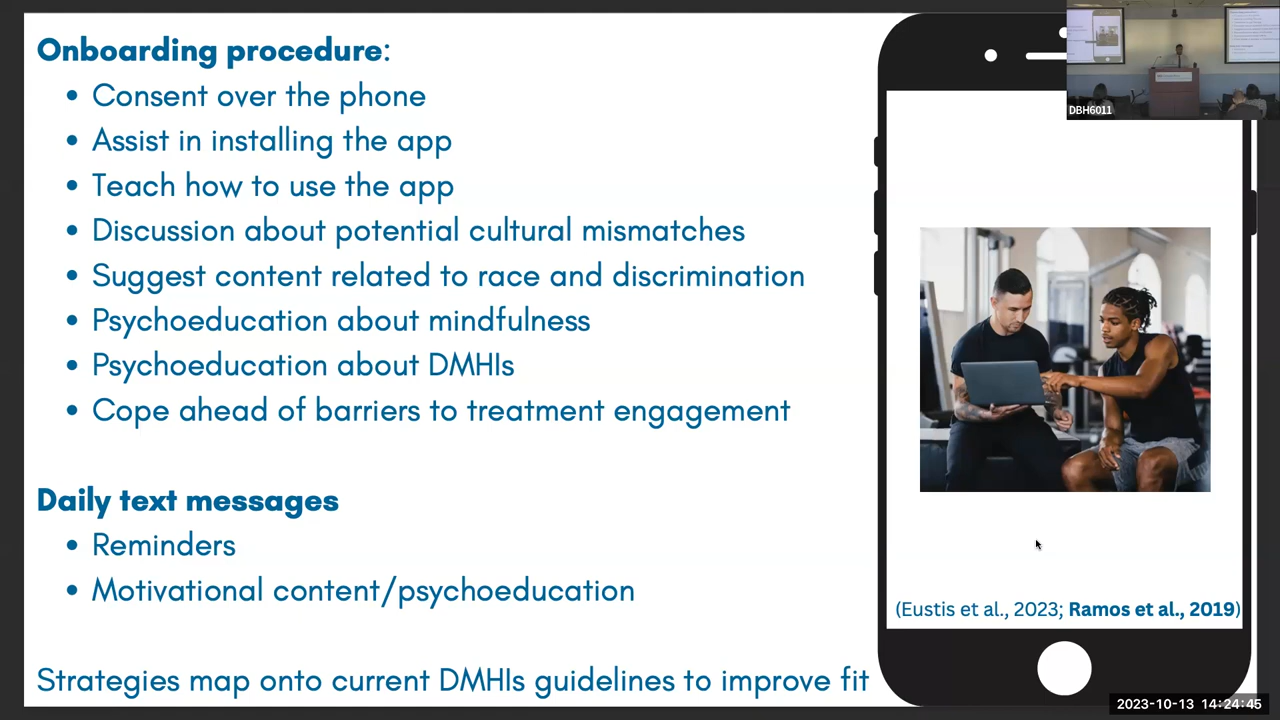 Onboarding procedure:
• Consent over the phone
• Assist in installing the app
• Teach how to use the app
• Discussion about potential cultural mismatches
• Suggest content related to race and discrimination
• Psychoeducation about mindfulness
• Psychoeducation about DMHIs
• Cope ahead of barriers to treatment engagement
Daily text messages
• Reminders
• Motivational content/psychoeducation
Strategies map onto current DMHIs guidelines to improve fit
(Eustis et al., 2023; Ramos et al., 2019)
DBH6011
2023-10-13 14:24:45